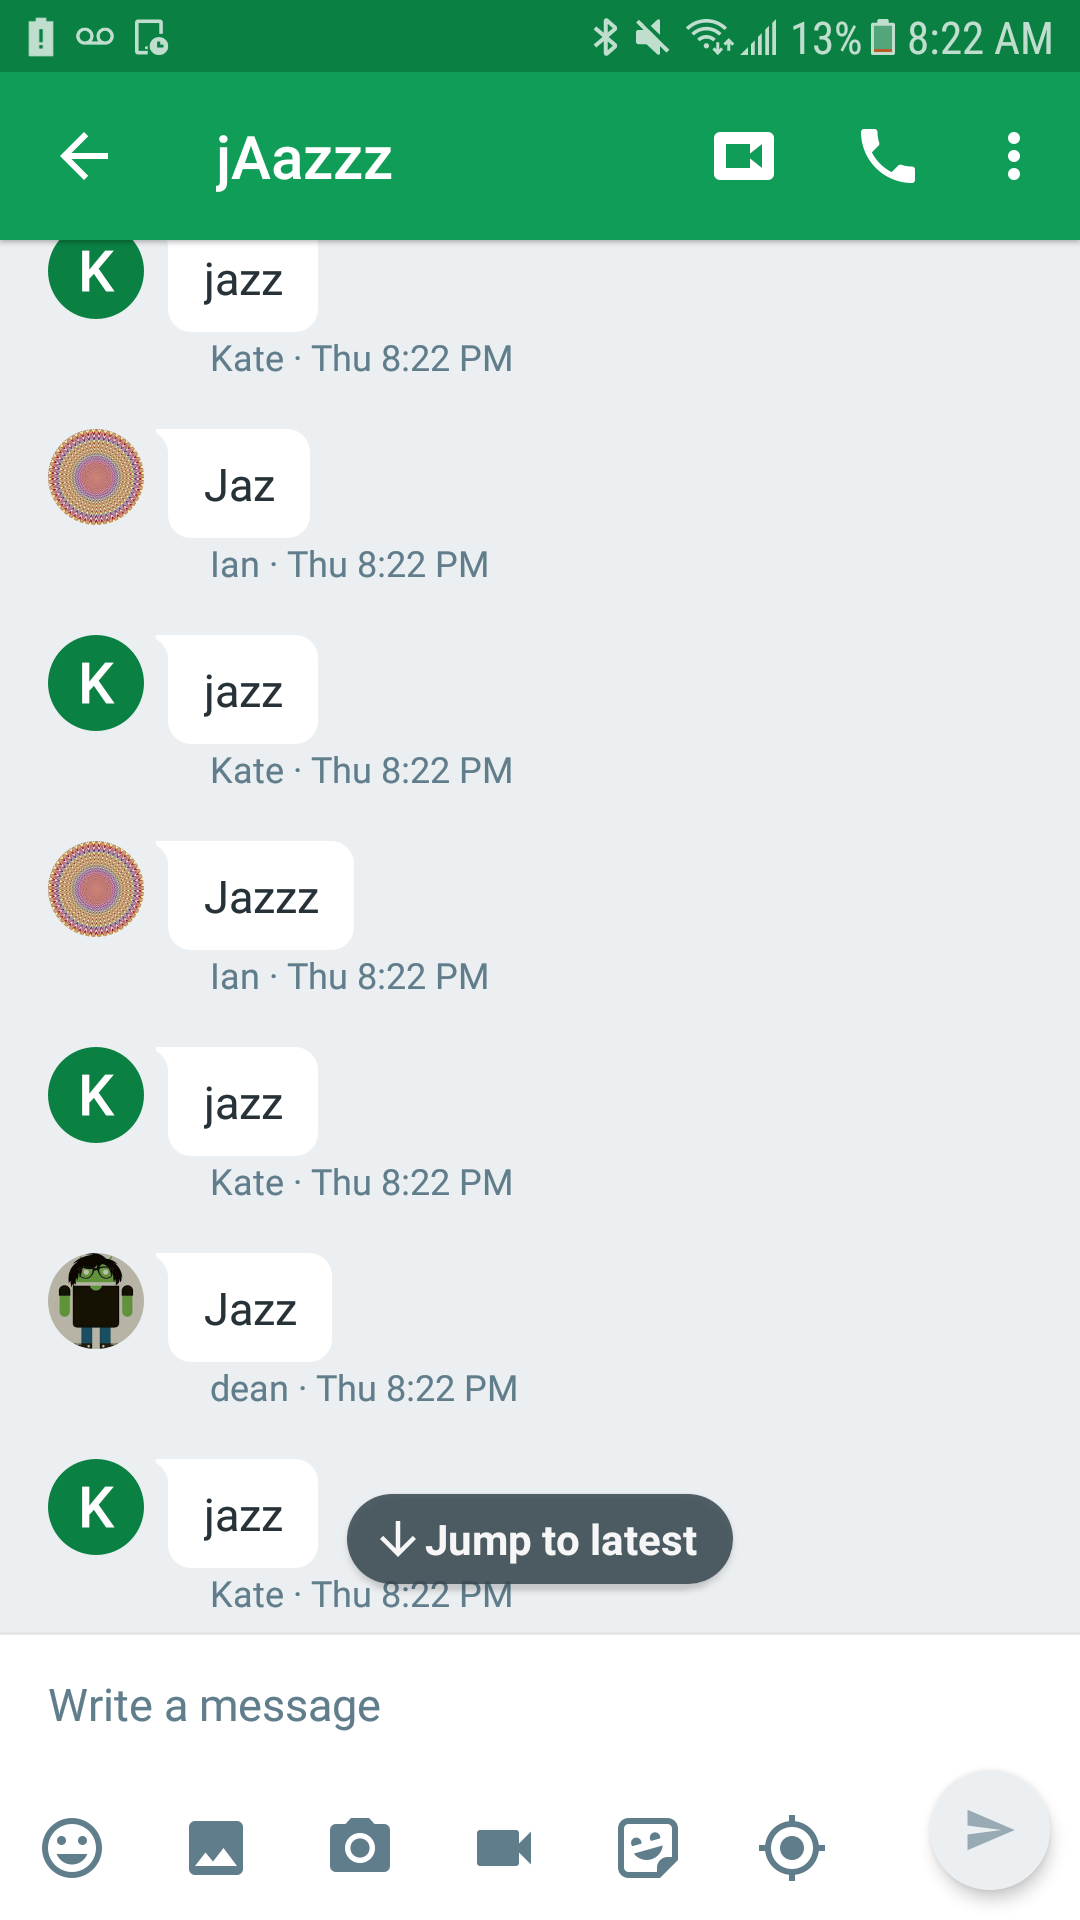 13% 8:22 AM
jAazzz
K
jazz
Kate · Thu 8:22 PM
Jaz
Ian · Thu 8:22 PM
K
jazz
Kate · Thu 8:22 PM
Jazzz
Ian · Thu 8:22 PM
K
jazz
Kate · Thu 8:22 PM
Jazz
dean · Thu 8:22 PM
K
jazz
Jump to latest
Kate · Thu 8:22 PM
Write a message